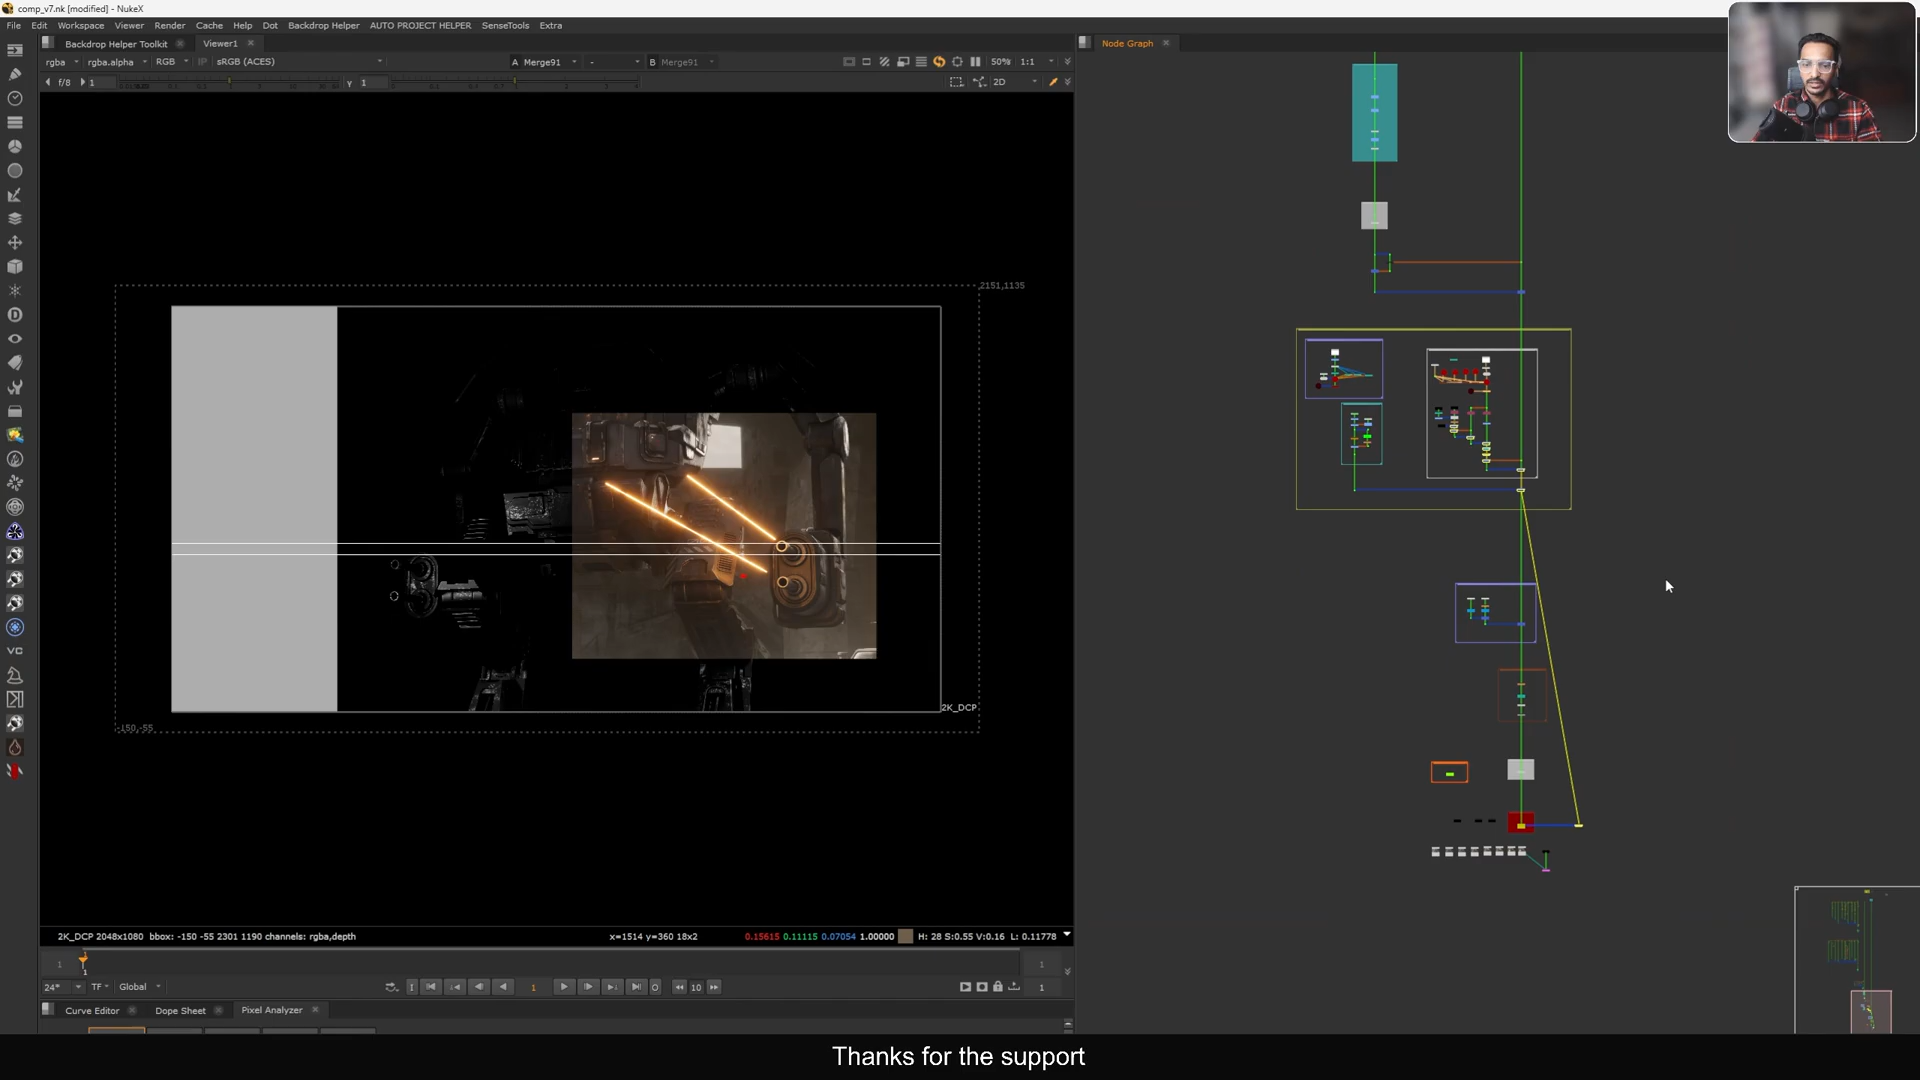 comp_v7.nk [modified] - NukeX
File Edit Workspace Viewer Render Cache Help Dot Backdrop Helper AUTO PROJECT HELPER SenseTools Extra
Backdrop Helper Toolkit Viewer1 Node Graph
rgba rgba.alpha RGB IP sRGB (ACES) A Merge91 - B Merge91 50% 1:1
f/8 1 Y 1 2D
2151,1135
2K_DCP
-150,-55
2K_DCP 2048x1080 bbox: -150 -55 2301 1190 channels: rgba,depth x=1514 y=360 18x2 0.15615 0.11115 0.07054 1.00000 H: 28 S:0.55 V:0.16 L: 0.11778
1 1 1
24* TF Global 1 10 1
Curve Editor Dope Sheet Pixel Analyzer
Thanks for the support